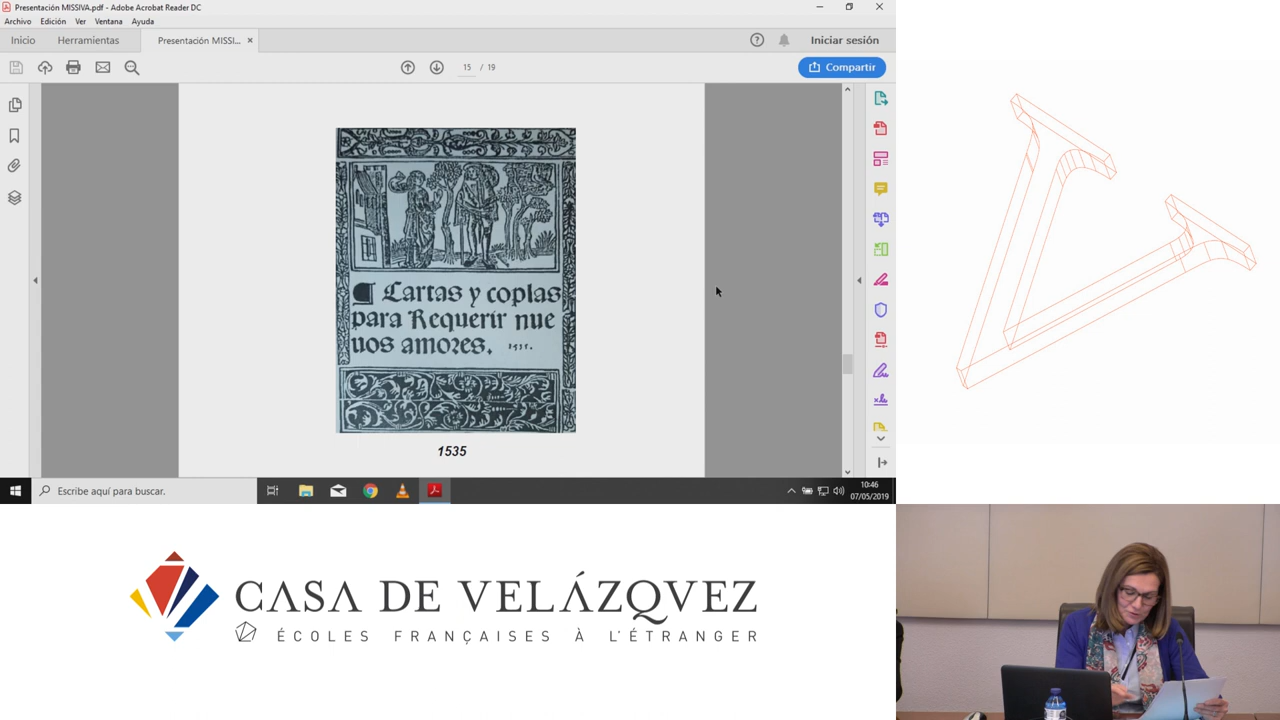 Presentación MISSIVA.pdf - Adobe Acrobat Reader DC
Archivo Edición Ver Ventana Ayuda
Inicio Herramientas Presentación MISSI... × Iniciar sesión
15 / 19
Compartir
Cartas y coplas
para Requerir nue
uos amores. 1535.
1535
Escribe aquí para buscar.
10:46
07/05/2019
CASA DE VELÁZQVEZ
ÉCOLES FRANÇAISES À L'ÉTRANGER